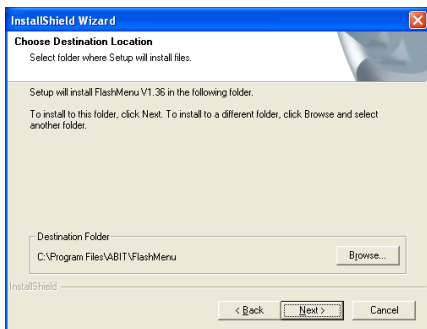 InstallShield Wizard
Choose Destination Location
Select folder where Setup will install files.
Setup will install FlashMenu V1.36 in the following folder.
To install to this folder, click Next. To install to a different folder, click Browse and select
another folder.
Destination Folder
C:\Program Files\ABIT\FlashMenu
Browse...
InstallShield
< Back
Next >
Cancel